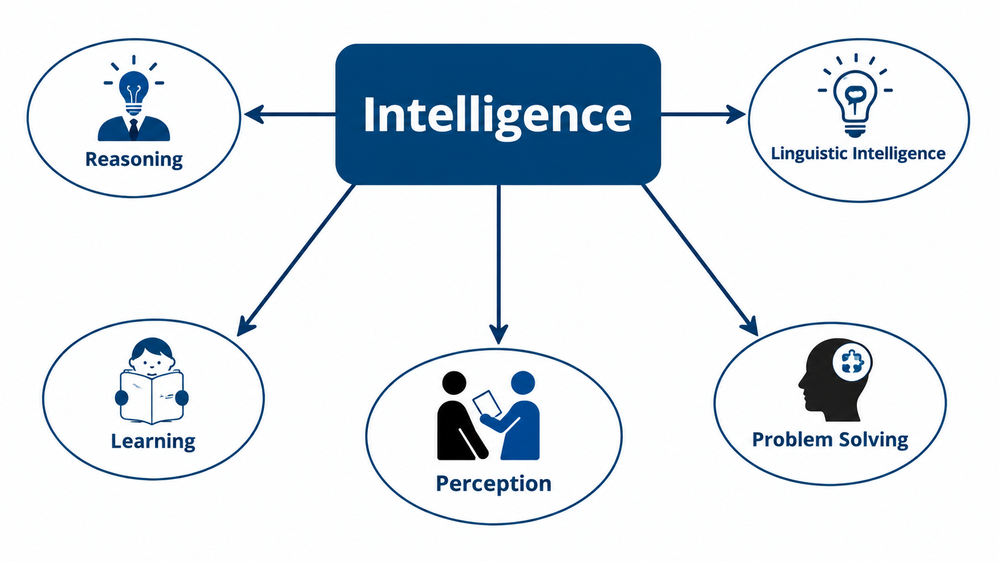 Intelligence
Reasoning
Linguistic Intelligence
Learning
Perception
Problem Solving